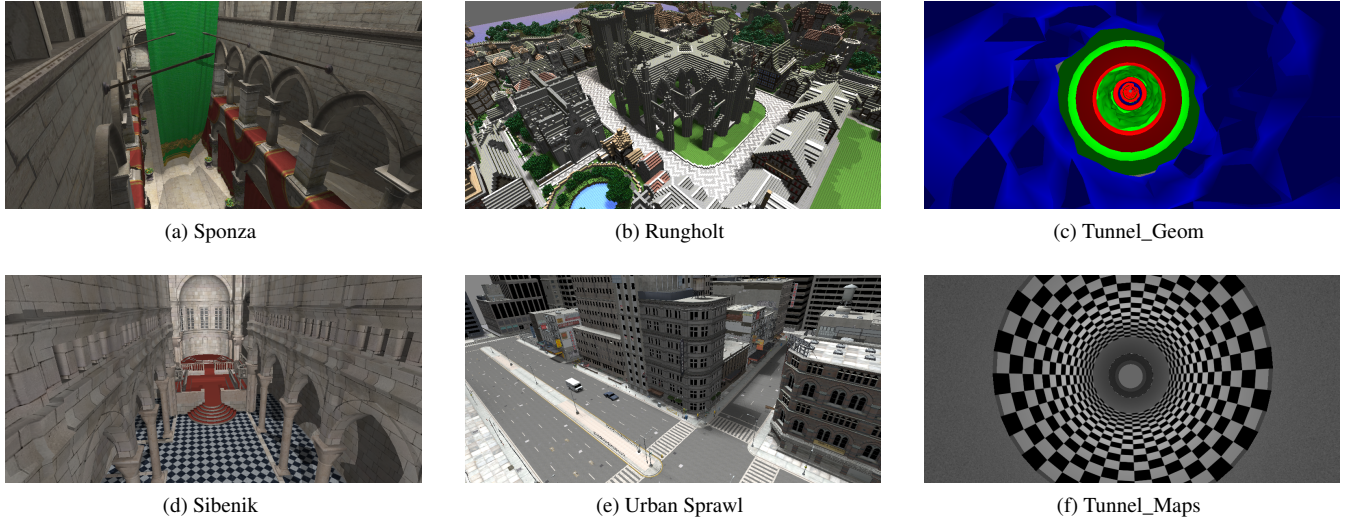 (a) Sponza
(b) Rungholt
(c) Tunnel_Geom
(d) Sibenik
(e) Urban Sprawl
(f) Tunnel_Maps